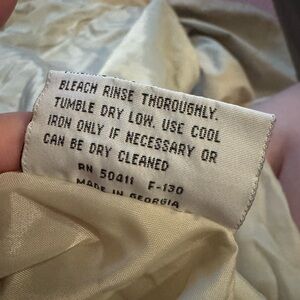 BLEACH RINSE THOROUGHLY.
TUMBLE DRY LOW. USE COOL
IRON ONLY IF NECESSARY OR
CAN BE DRY CLEANED
RN 50411 F-130
MADE IN GEORGIA